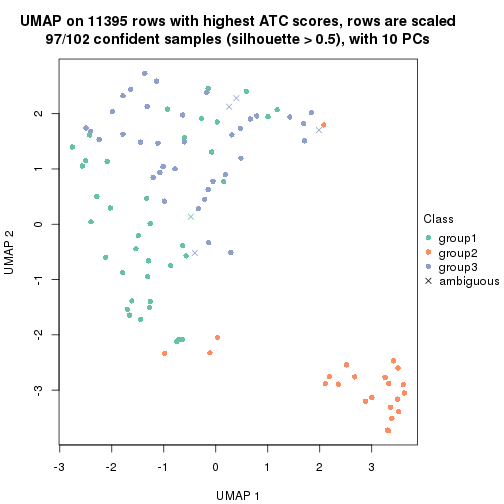 UMAP on 11395 rows with highest ATC scores, rows are scaled
97/102 confident samples (silhouette > 0.5), with 10 PCs
UMAP 2
2
1
0
-1
-2
-3
-3
-2
-1
0
1
2
3
UMAP 1
Class
group1
group2
group3
ambiguous